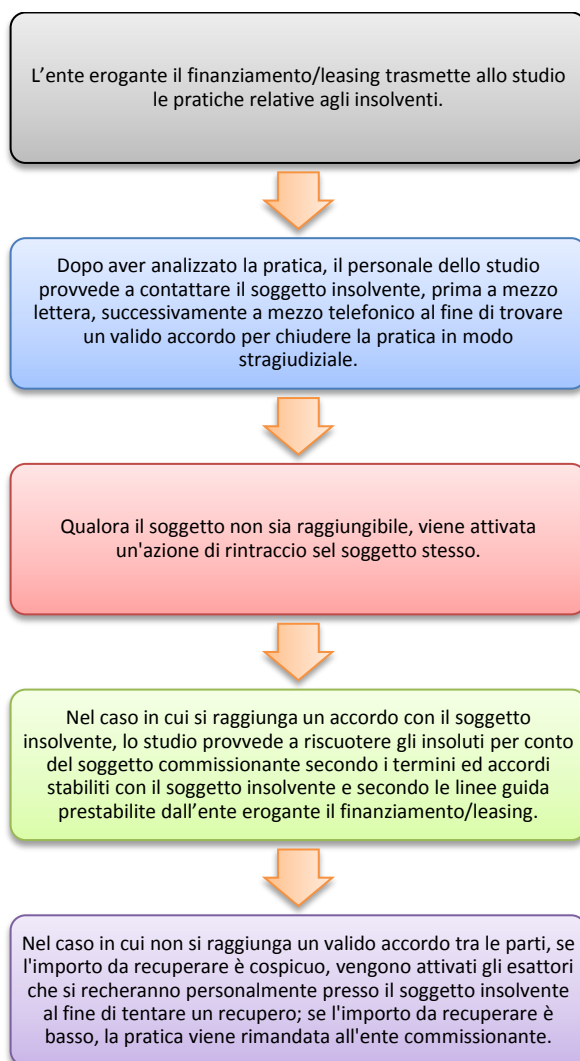 L’ente erogante il finanziamento/leasing trasmette allo studio
le pratiche relative agli insolventi.
Dopo aver analizzato la pratica, il personale dello studio
provvede a contattare il soggetto insolvente, prima a mezzo
lettera, successivamente a mezzo telefonico al fine di trovare
un valido accordo per chiudere la pratica in modo
stragiudiziale.
Qualora il soggetto non sia raggiungibile, viene attivata
un'azione di rintraccio sel soggetto stesso.
Nel caso in cui si raggiunga un accordo con il soggetto
insolvente, lo studio provvede a riscuotere gli insoluti per conto
del soggetto commissionante secondo i termini ed accordi
stabiliti con il soggetto insolvente e secondo le linee guida
prestabilite dall’ente erogante il finanziamento/leasing.
Nel caso in cui non si raggiunga un valido accordo tra le parti, se
l'importo da recuperare è cospicuo, vengono attivati gli esattori
che si recheranno personalmente presso il soggetto insolvente
al fine di tentare un recupero; se l'importo da recuperare è
basso, la pratica viene rimandata all'ente commissionante.